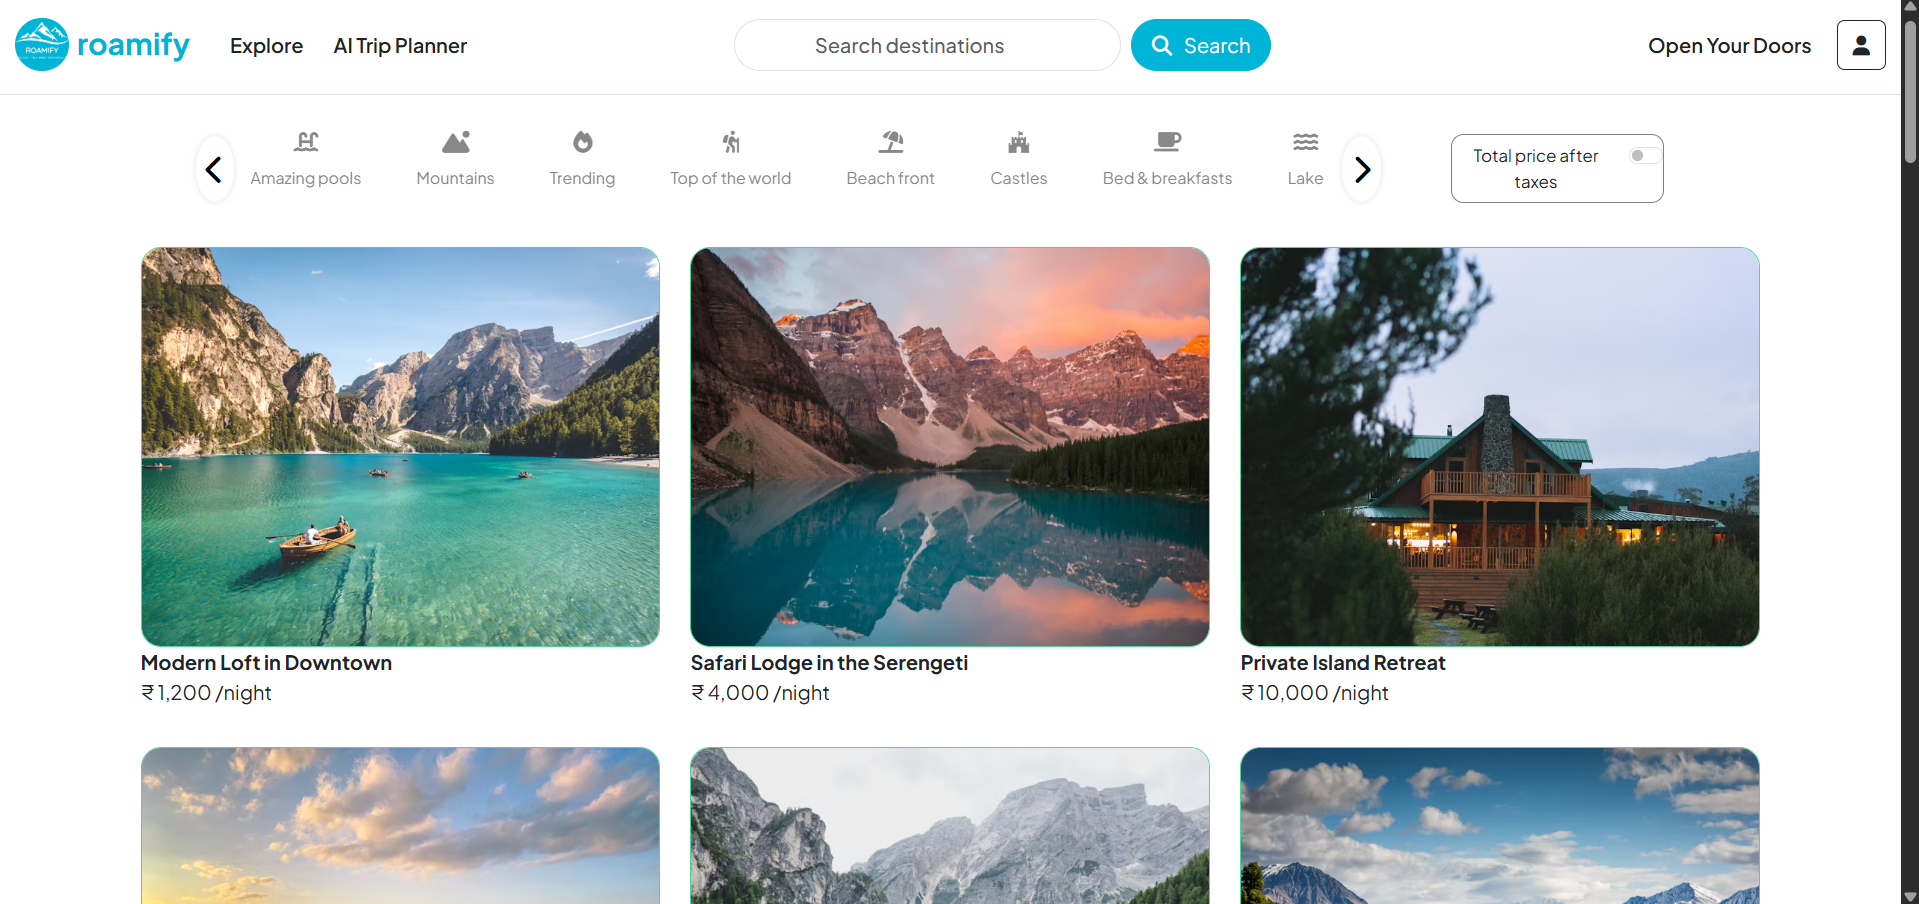 ROAMIFY
roamify
Explore
AI Trip Planner
Search destinations
Search
Open Your Doors
Amazing pools
Mountains
Trending
Top of the world
Beach front
Castles
Bed & breakfasts
Lake
Total price after
taxes
Modern Loft in Downtown
₹ 1,200 /night
Safari Lodge in the Serengeti
₹ 4,000 /night
Private Island Retreat
₹ 10,000 /night